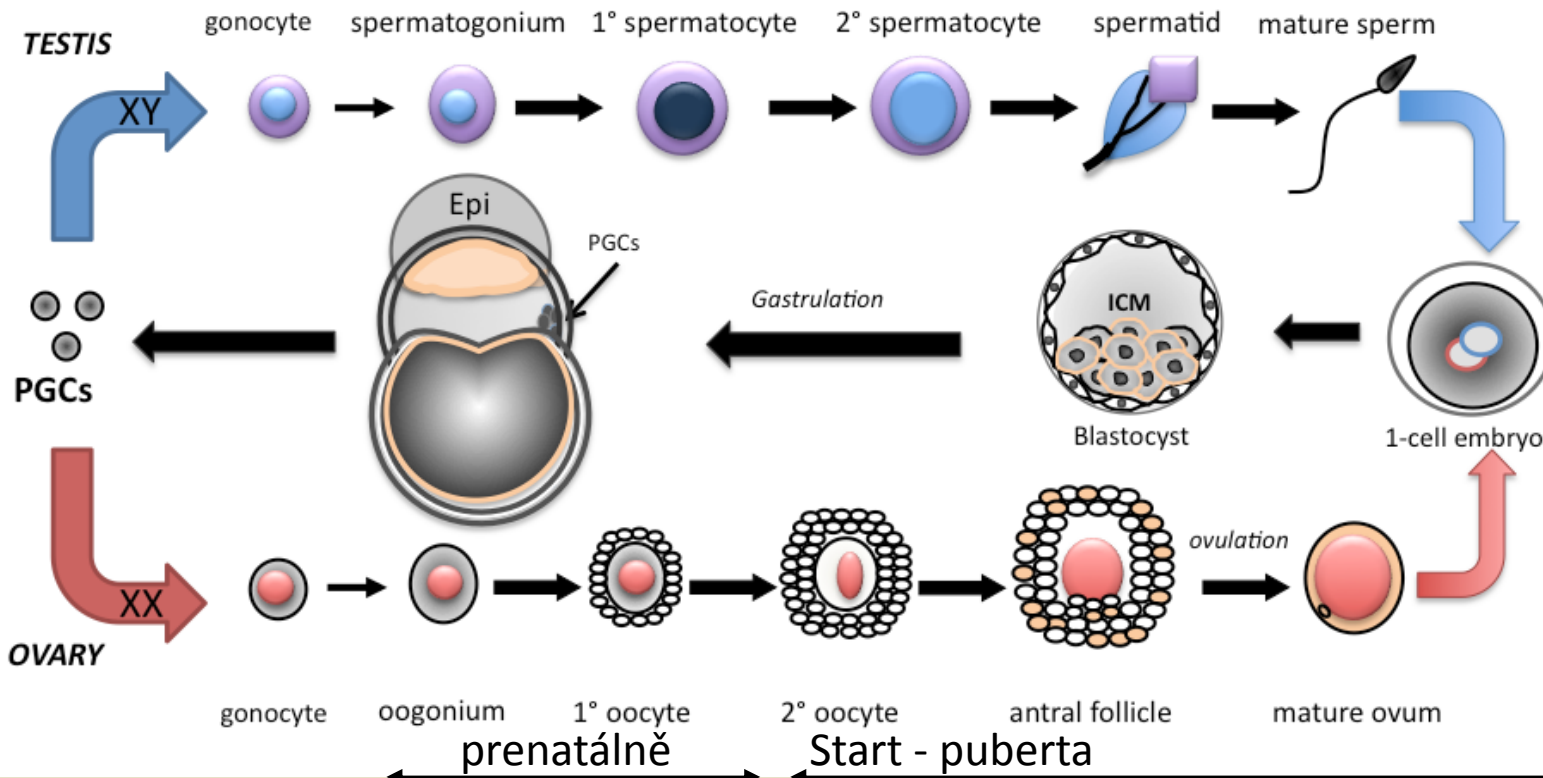 TESTIS
gonocyte
spermatogonium
1° spermatocyte
2° spermatocyte
spermatid
mature sperm
XY
Epi
PGCs
Gastrulation
ICM
Blastocyst
1-cell embryo
PGCs
XX
OVARY
ovulation
gonocyte
oogonium
1° oocyte
2° oocyte
antral follicle
mature ovum
prenatálně
Start - puberta